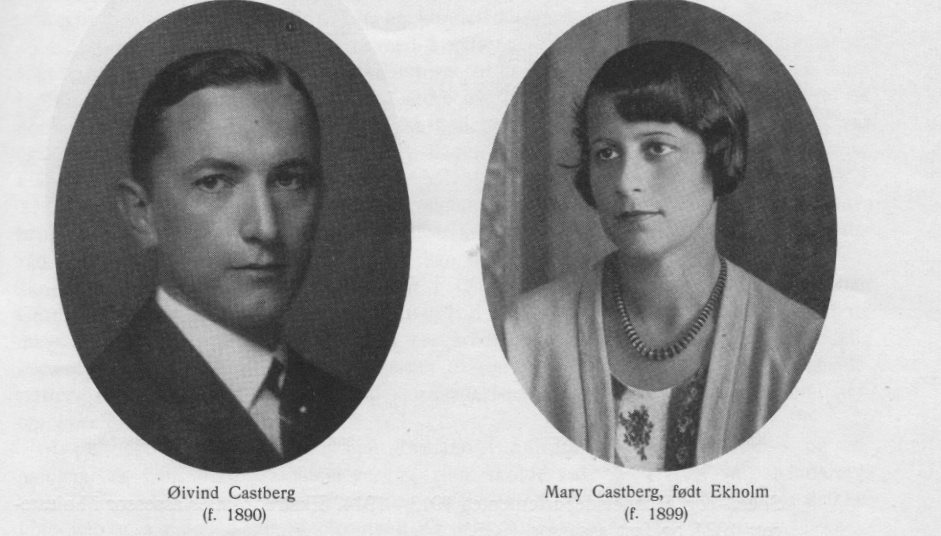 Øivind Castberg
(f. 1890)
Mary Castberg, født Ekholm
(f. 1899)